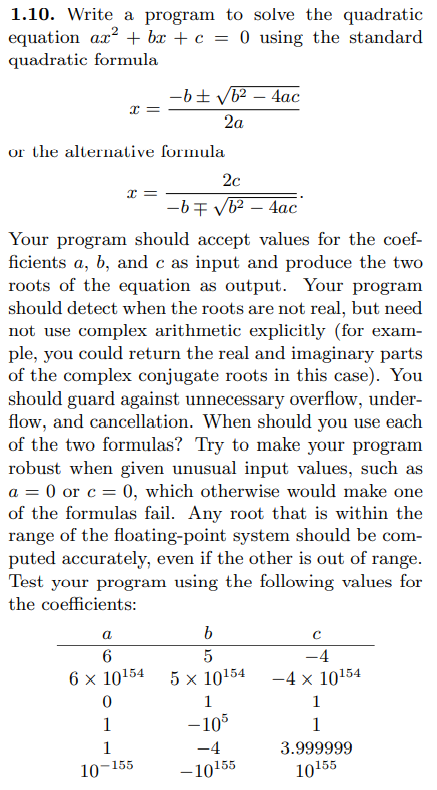 1.10. Write a program to solve the quadratic
equation ax² + bx + c = 0 using the standard
quadratic formula
x = (−b ± √(b² − 4ac)) / (2a)
or the alternative formula
x = 2c / (−b ∓ √(b² − 4ac)).
Your program should accept values for the coef-
ficients a, b, and c as input and produce the two
roots of the equation as output. Your program
should detect when the roots are not real, but need
not use complex arithmetic explicitly (for exam-
ple, you could return the real and imaginary parts
of the complex conjugate roots in this case). You
should guard against unnecessary overflow, under-
flow, and cancellation. When should you use each
of the two formulas? Try to make your program
robust when given unusual input values, such as
a = 0 or c = 0, which otherwise would make one
of the formulas fail. Any root that is within the
range of the floating-point system should be com-
puted accurately, even if the other is out of range.
Test your program using the following values for
the coefficients:
a b c
6 5 −4
6 × 10¹⁵⁴ 5 × 10¹⁵⁴ −4 × 10¹⁵⁴
0 1 1
1 −10⁵ 1
1 −4 3.999999
10⁻¹⁵⁵ −10¹⁵⁵ 10¹⁵⁵